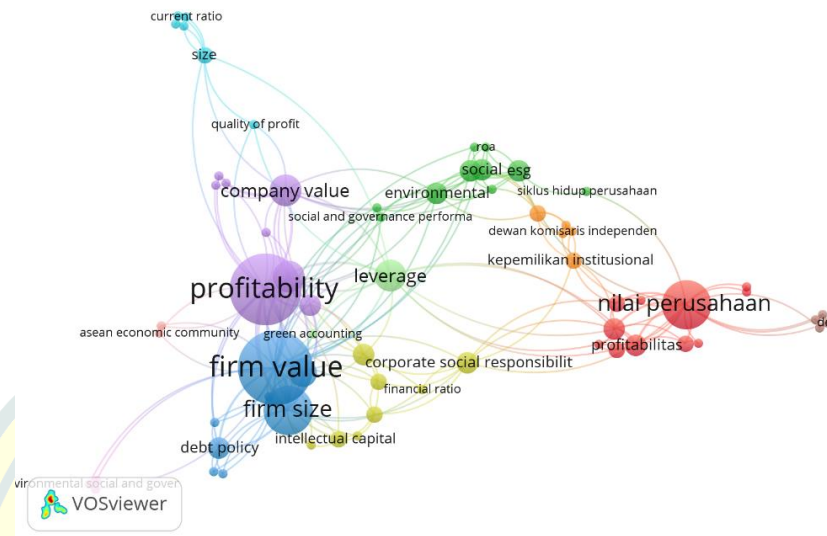 current ratio
size
quality of profit
roa
social esg
company value
environmental
siklus hidup perusahaan
social and governance performa
dewan komisaris independen
kepemilikan institusional
leverage
profitability
nilai perusahaan
asean economic community
green accounting
de
profitabilitas
firm value
corporate social responsibilit
financial ratio
firm size
intellectual capital
debt policy
vironmental social and gover
VOSviewer